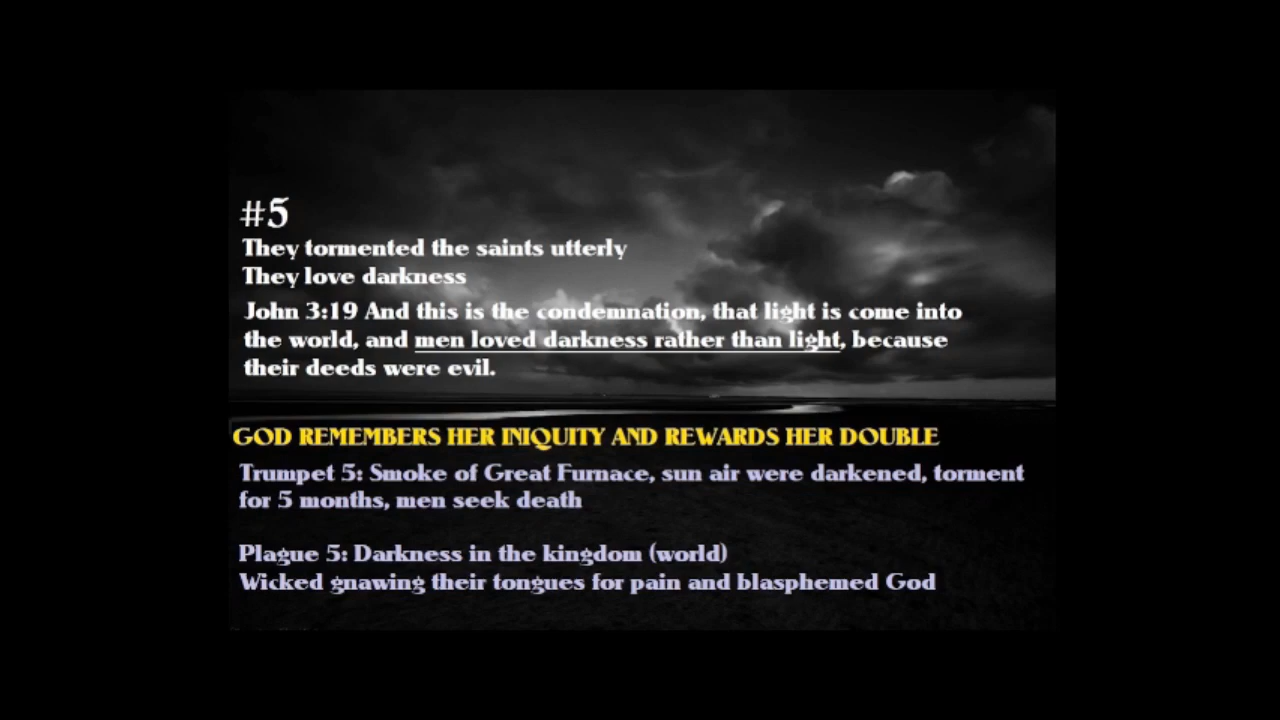 #5
They tormented the saints utterly
They love darkness
John 3:19 And this is the condemnation, that light is come into
the world, and men loved darkness rather than light, because
their deeds were evil.
GOD REMEMBERS HER INIQUITY AND REWARDS HER DOUBLE
Trumpet 5: Smoke of Great Furnace, sun air were darkened, torment
for 5 months, men seek death
Plague 5: Darkness in the kingdom (world)
Wicked gnawing their tongues for pain and blasphemed God